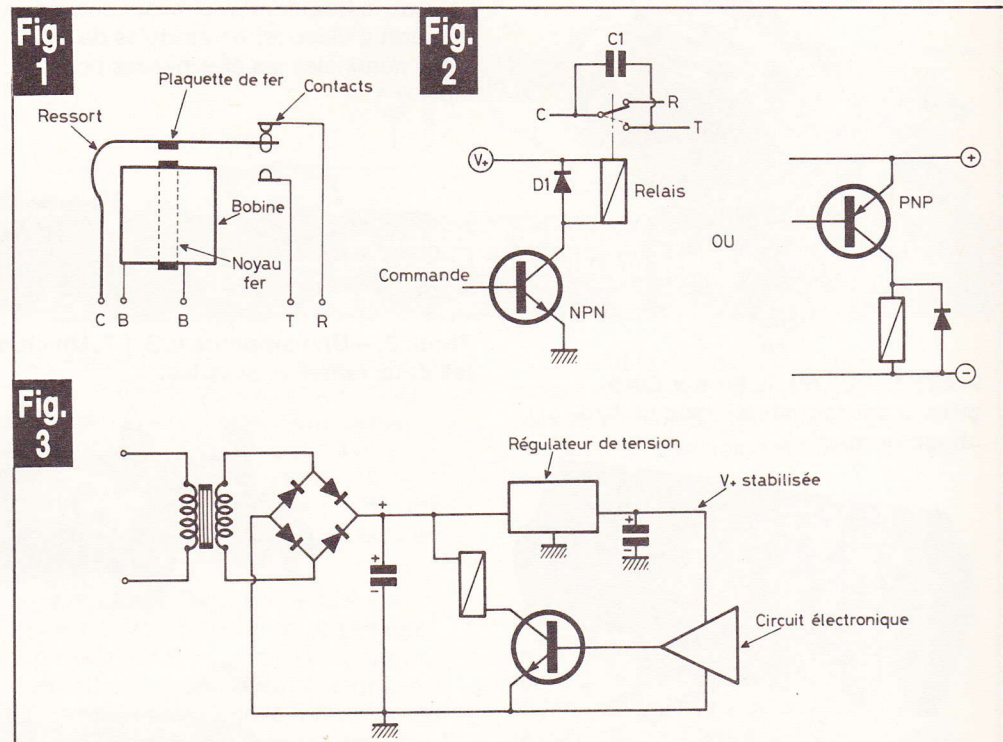 Fig.
1
Plaquette de fer
Contacts
Ressort
Bobine
Noyau
fer
C B B T R
Fig.
2
C1
C
R
T
V+
D1
Relais
Commande
NPN
OU
+
PNP
-
Fig.
3
Régulateur de tension
V+ stabilisée
+
+
-
+
-
Circuit électronique